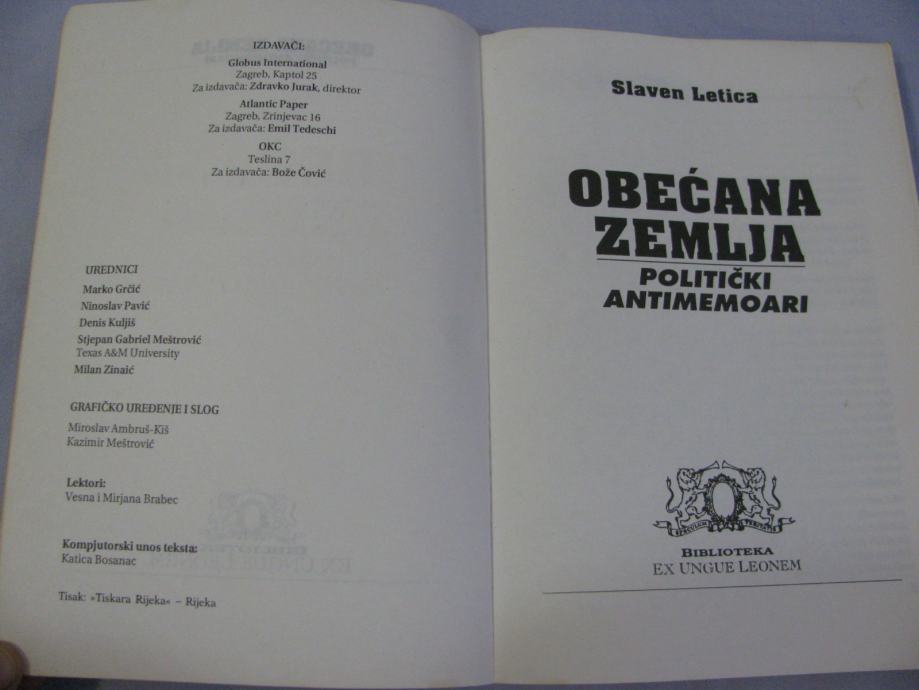 IZDAVAČI:
Globus International
Zagreb, Kaptol 25
Za izdavača: Zdravko Jurak, direktor
Atlantic Paper
Zagreb, Zrinjevac 16
Za izdavača: Emil Tedeschi
OKC
Teslina 7
Za izdavača: Bože Čović
UREDNICI
Marko Grčić
Ninoslav Pavić
Denis Kuljiš
Stjepan Gabriel Meštrović
Texas A&M University
Milan Zinaić
GRAFIČKO UREĐENJE I SLOG
Miroslav Ambruš-Kiš
Kazimir Meštrović
Lektori:
Vesna i Mirjana Brabec
Kompjutorski unos teksta:
Katica Bosanac
Tisak: »Tiskara Rijeka« – Rijeka
Slaven Letica
OBEĆANA
ZEMLJA
POLITIČKI
ANTIMEMOARI
SPECULUM VERITATIS
BIBLIOTEKA
EX UNGUE LEONEM